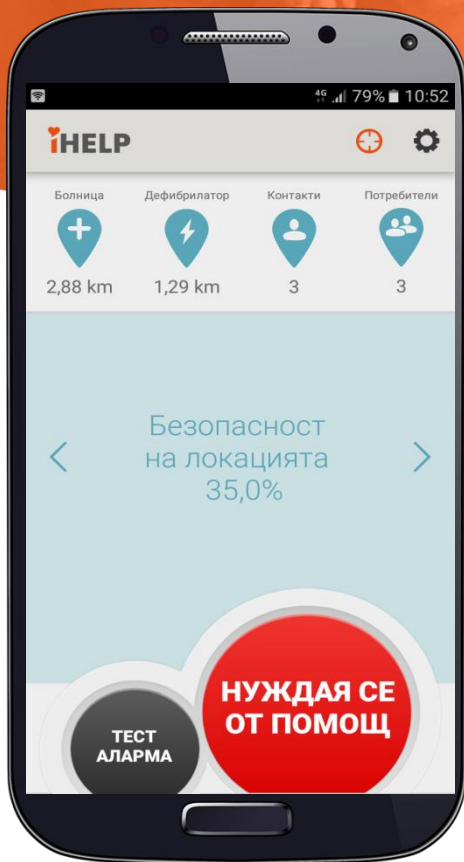 4G 79% 10:52
iHELP
Болница Дефибрилатор Контакти Потребители
2,88 km 1,29 km 3 3
Безопасност
на локацията
35,0%
НУЖДАЯ СЕ
ОТ ПОМОЩ
ТЕСТ
АЛАРМА